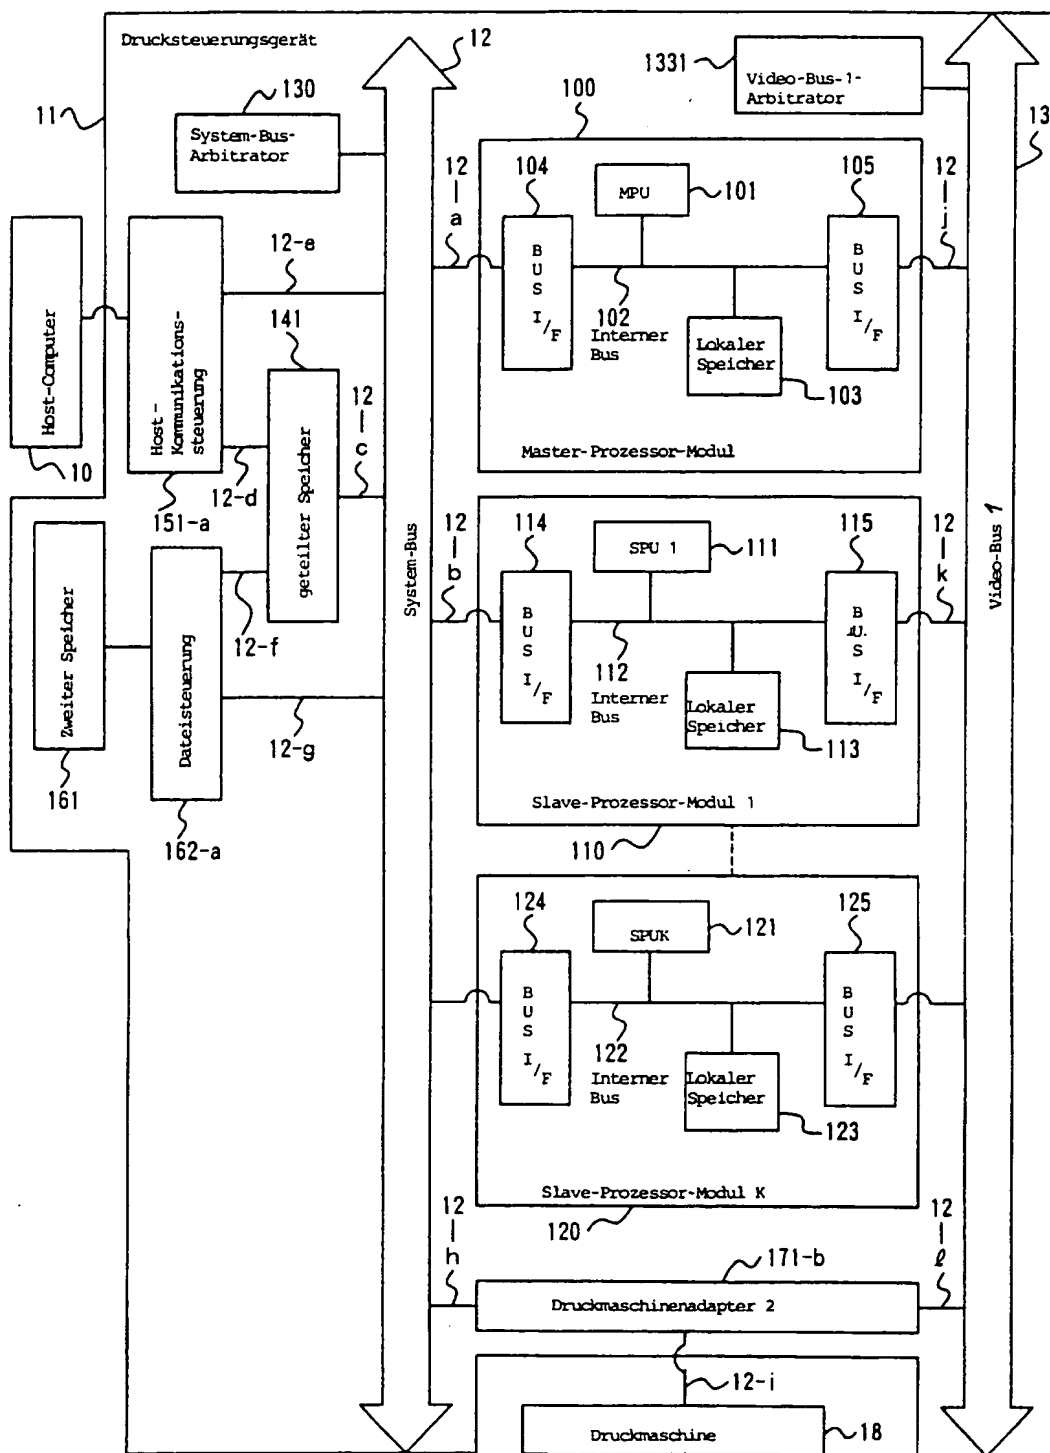 Drucksteuerungsgerät
12
11
130
System-Bus-
Arbitrator
1331
Video-Bus-1-
Arbitrator
13
100
12-a
104
BUS I/F
MPU
101
105
BUS I/F
12-j
102
Interner
Bus
Lokaler
Speicher
103
Master-Prozessor-Modul
Host-Computer
10
Host-
Kommunikations-
steuerung
151-a
12-e
141
geteilter Speicher
12-d
12-c
System-Bus
Video-Bus 1
12-b
114
BUS I/F
SPU 1
111
115
BUS I/F
12-k
112
Interner
Bus
Lokaler
Speicher
113
Slave-Prozessor-Modul 1
110
Zweiter Speicher
161
Dateisteuerung
162-a
12-f
12-g
124
BUS I/F
SPUK
121
125
BUS I/F
122
Interner
Bus
Lokaler
Speicher
123
Slave-Prozessor-Modul K
120
12-h
171-b
12-l
Druckmaschinenadapter 2
12-i
Druckmaschine
18